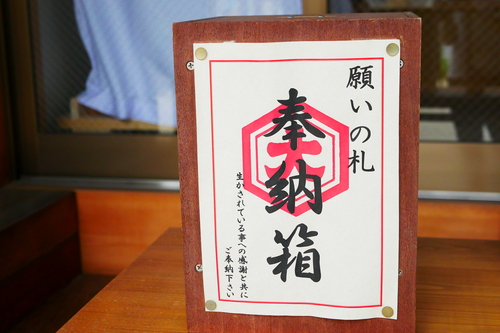 願いの札
奉納箱
生かされている事への感謝と共に
ご奉納下さい